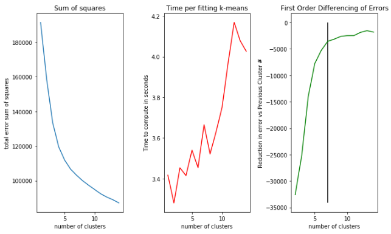 Sum of squares
total error sum of squares
180000
160000
140000
120000
100000
5
10
number of clusters
Time per fitting k-means
Time to compute in seconds
4.2
4.0
3.8
3.6
3.4
5
10
number of clusters
First Order Differencing of Errors
Reduction in error vs Previous Cluster #
0
−5000
−10000
−15000
−20000
−25000
−30000
−35000
5
10
number of clusters